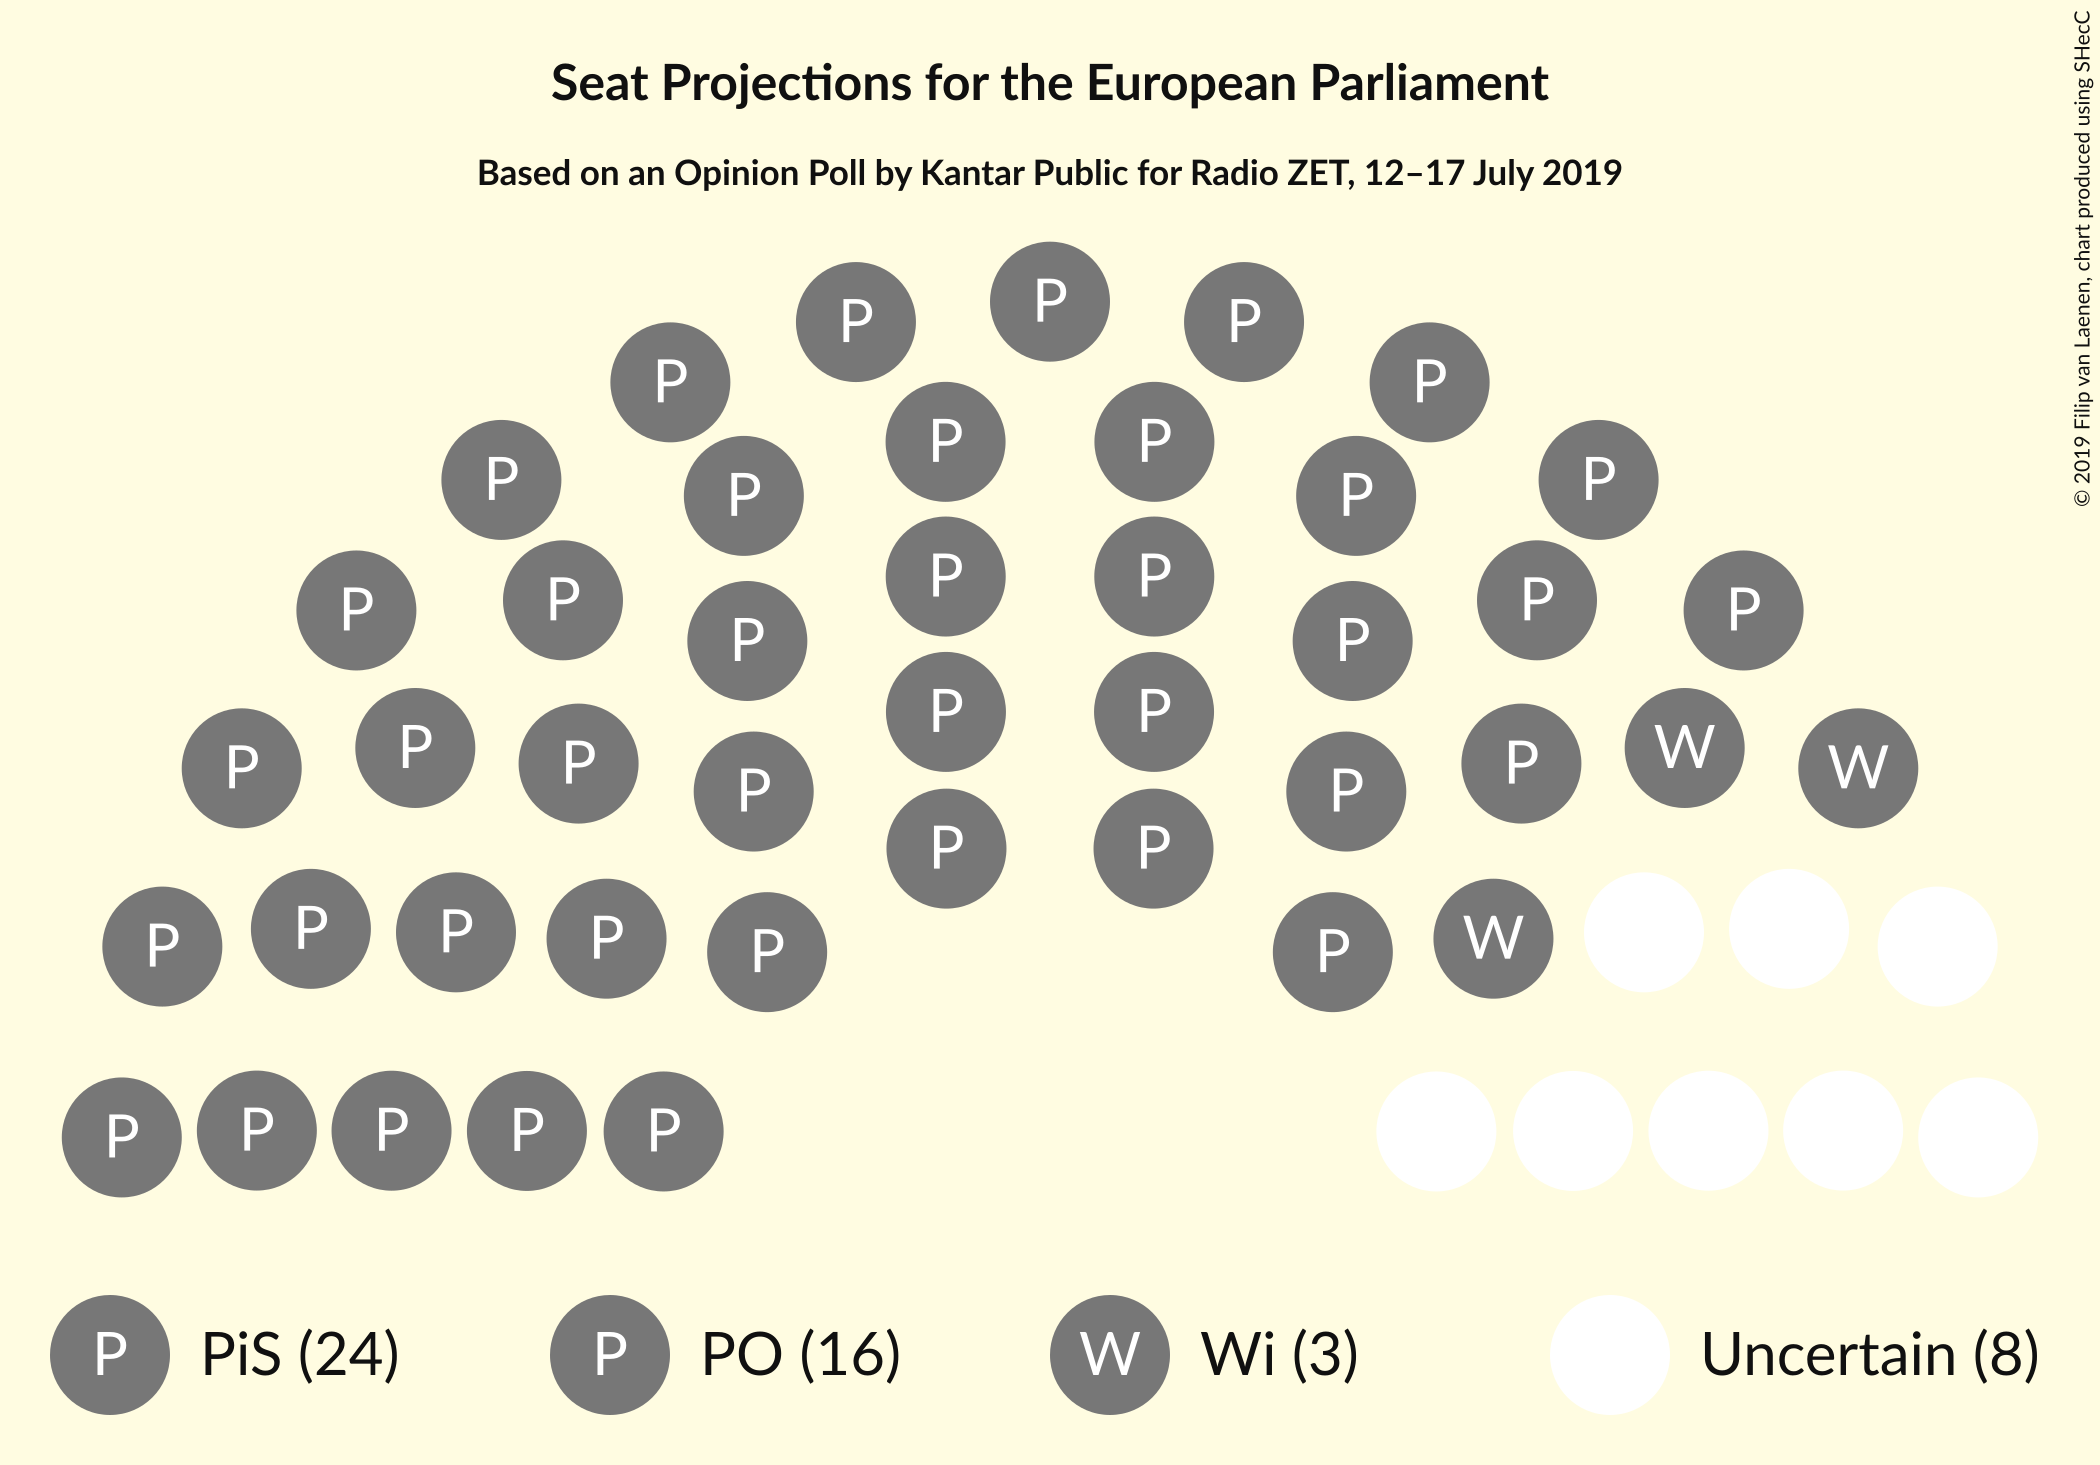 Seat Projections for the European Parliament
Based on an Opinion Poll by Kantar Public for Radio ZET, 12–17 July 2019
© 2019 Filip van Laenen, chart produced using SHecC
P
P P
P P
P P
P P
P P
P P
P P
P P
P P
P P
P P
P P
P P
P W W
P P
P P
P P
P P P P P P W
P P P P P
P PiS (24) P PO (16) W Wi (3) Uncertain (8)